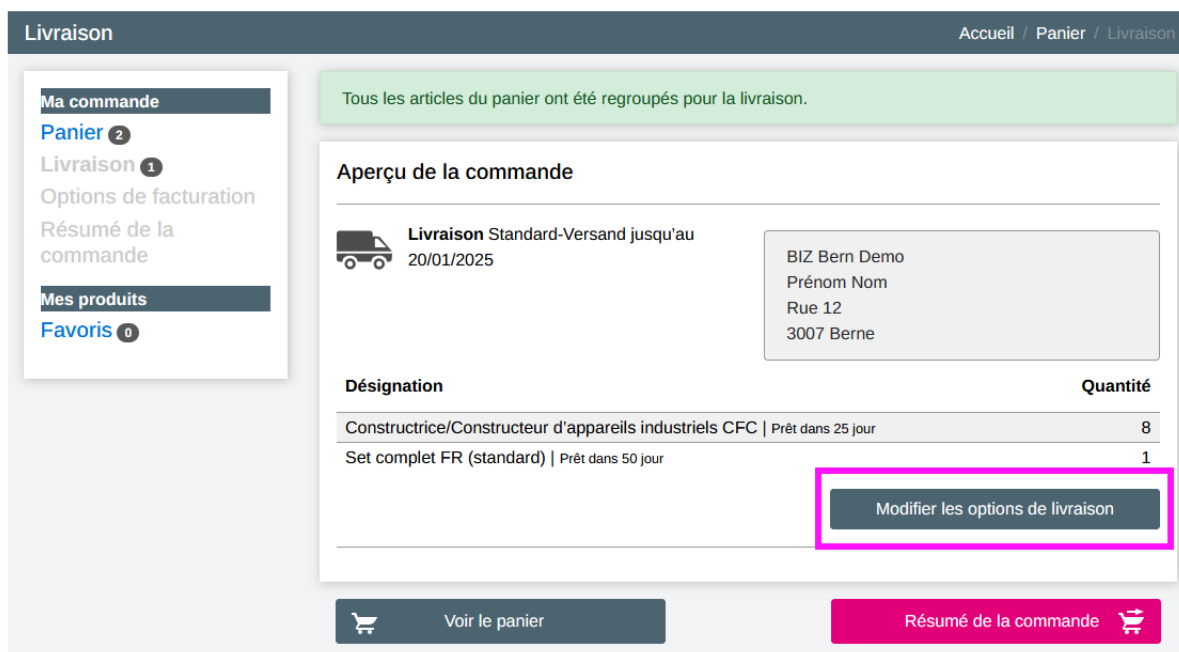 Livraison
Accueil / Panier / Livraison
Ma commande
Panier 2
Livraison 1
Options de facturation
Résumé de la
commande
Mes produits
Favoris 0
Tous les articles du panier ont été regroupés pour la livraison.
Aperçu de la commande
Livraison Standard-Versand jusqu'au
20/01/2025
BIZ Bern Demo
Prénom Nom
Rue 12
3007 Berne
Désignation Quantité
Constructrice/Constructeur d'appareils industriels CFC | Prêt dans 25 jour 8
Set complet FR (standard) | Prêt dans 50 jour 1
Modifier les options de livraison
Voir le panier
Résumé de la commande